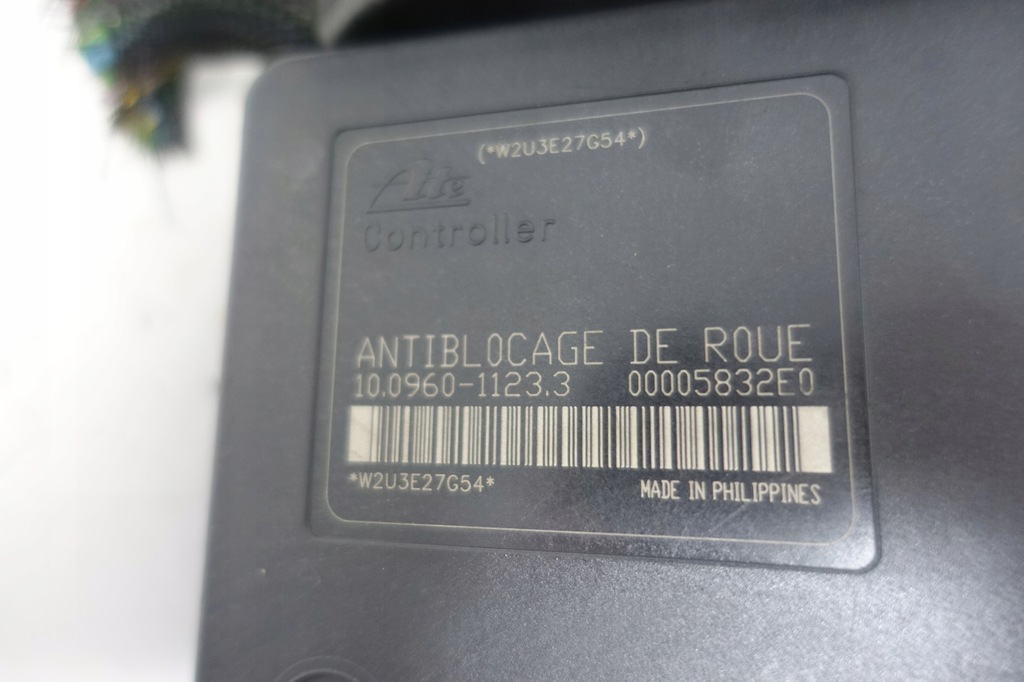 (*W2U3E27G54*)
Ate
Controller
ANTIBLOCAGE DE ROUE
10.0960-1123.3 00005832E0
*W2U3E27G54*
MADE IN PHILIPPINES